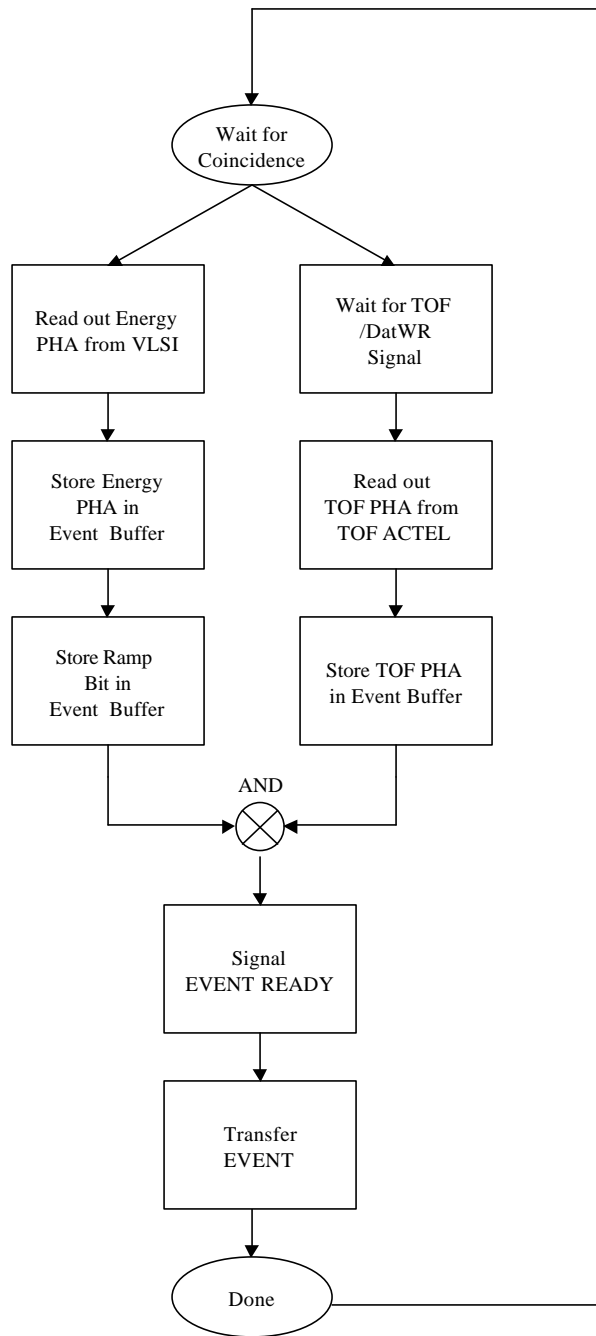 Wait for
Coincidence
Read out Energy
PHA from VLSI
Wait for TOF
/DatWR
Signal
Store Energy
PHA in
Event Buffer
Read out
TOF PHA from
TOF ACTEL
Store Ramp
Bit in
Event Buffer
Store TOF PHA
in Event Buffer
AND
Signal
EVENT READY
Transfer
EVENT
Done